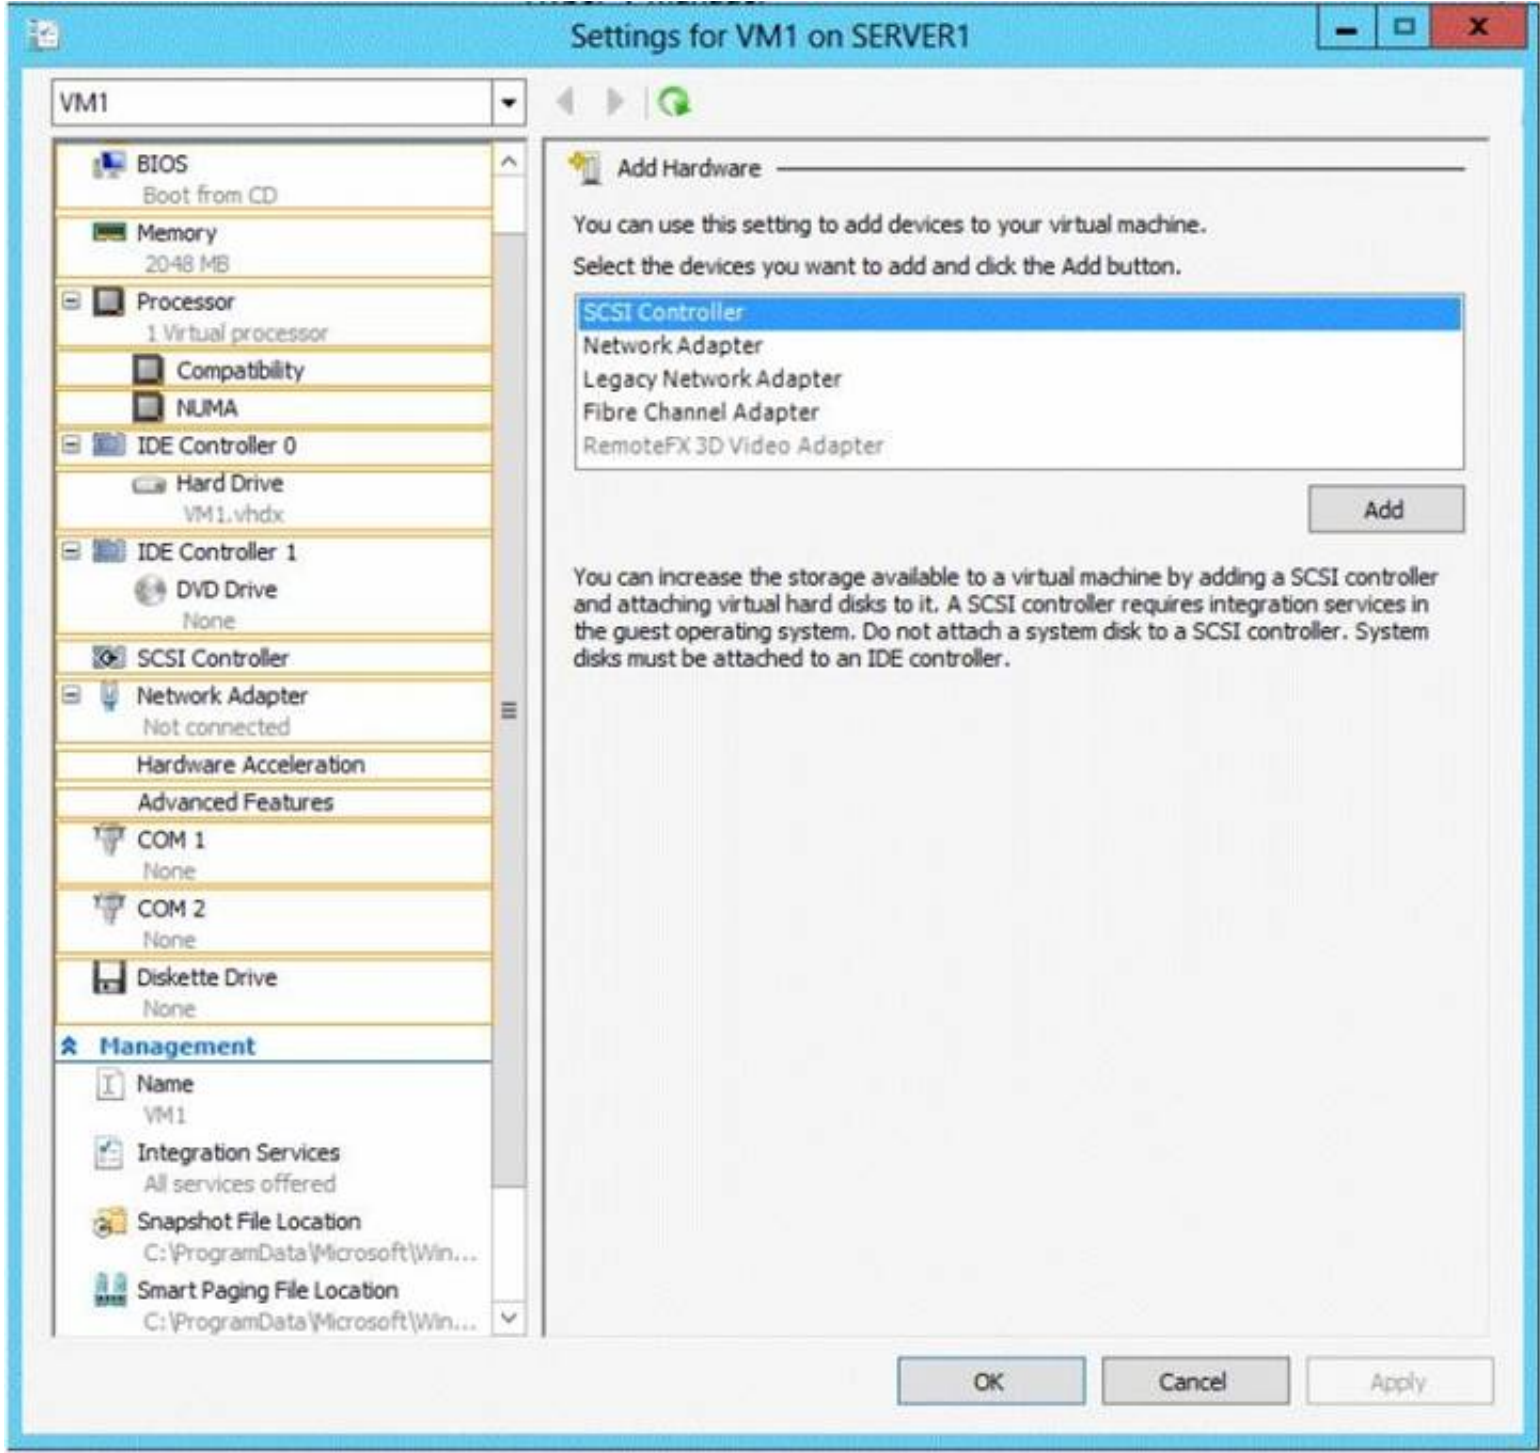 Settings for VM1 on SERVER1
VM1
BIOS
Boot from CD
Memory
2048 MB
Processor
1 Virtual processor
Compatibility
NUMA
IDE Controller 0
Hard Drive
VM1.vhdx
IDE Controller 1
DVD Drive
None
SCSI Controller
Network Adapter
Not connected
Hardware Acceleration
Advanced Features
COM 1
None
COM 2
None
Diskette Drive
None
Management
Name
VM1
Integration Services
All services offered
Snapshot File Location
C:\ProgramData\Microsoft\Win...
Smart Paging File Location
C:\ProgramData\Microsoft\Win...
Add Hardware
You can use this setting to add devices to your virtual machine.
Select the devices you want to add and click the Add button.
SCSI Controller
Network Adapter
Legacy Network Adapter
Fibre Channel Adapter
RemoteFX 3D Video Adapter
Add
You can increase the storage available to a virtual machine by adding a SCSI controller
and attaching virtual hard disks to it. A SCSI controller requires integration services in
the guest operating system. Do not attach a system disk to a SCSI controller. System
disks must be attached to an IDE controller.
OK
Cancel
Apply